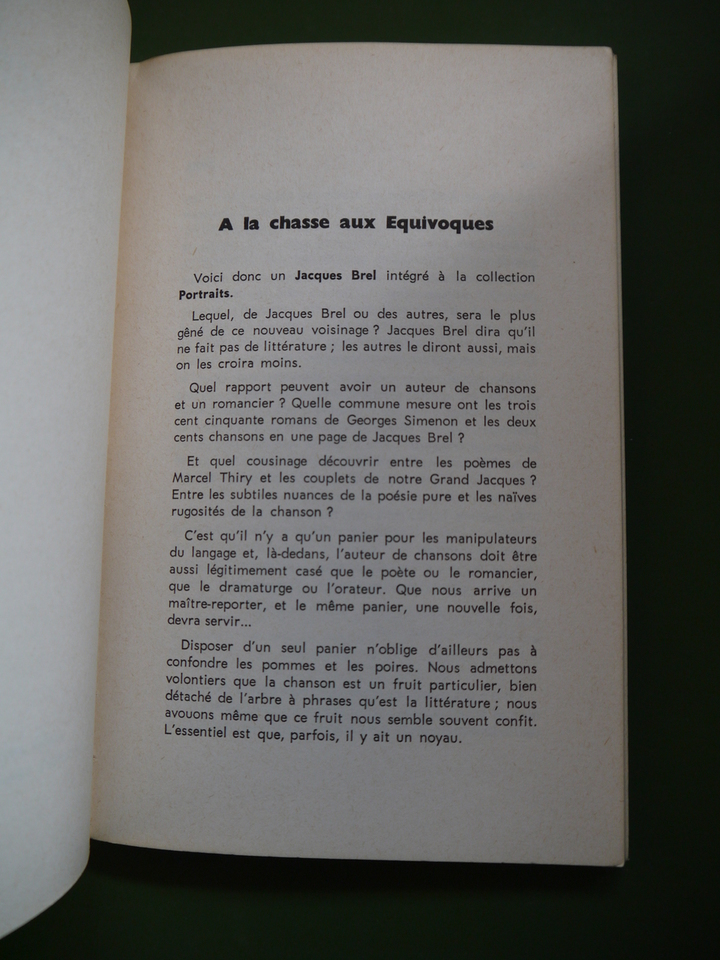 A la chasse aux Equivoques
Voici donc un Jacques Brel intégré à la collection
Portraits.
Lequel, de Jacques Brel ou des autres, sera le plus
gêné de ce nouveau voisinage ? Jacques Brel dira qu'il
ne fait pas de littérature ; les autres le diront aussi, mais
on les croira moins.
Quel rapport peuvent avoir un auteur de chansons
et un romancier ? Quelle commune mesure ont les trois
cent cinquante romans de Georges Simenon et les deux
cents chansons en une page de Jacques Brel ?
Et quel cousinage découvrir entre les poèmes de
Marcel Thiry et les couplets de notre Grand Jacques ?
Entre les subtiles nuances de la poésie pure et les naïves
rugosités de la chanson ?
C'est qu'il n'y a qu'un panier pour les manipulateurs
du langage et, là-dedans, l'auteur de chansons doit être
aussi légitimement casé que le poète ou le romancier,
que le dramaturge ou l'orateur. Que nous arrive un
maître-reporter, et le même panier, une nouvelle fois,
devra servir...
Disposer d'un seul panier n'oblige d'ailleurs pas à
confondre les pommes et les poires. Nous admettons
volontiers que la chanson est un fruit particulier, bien
détaché de l'arbre à phrases qu'est la littérature ; nous
avouons même que ce fruit nous semble souvent confit.
L'essentiel est que, parfois, il y ait un noyau.